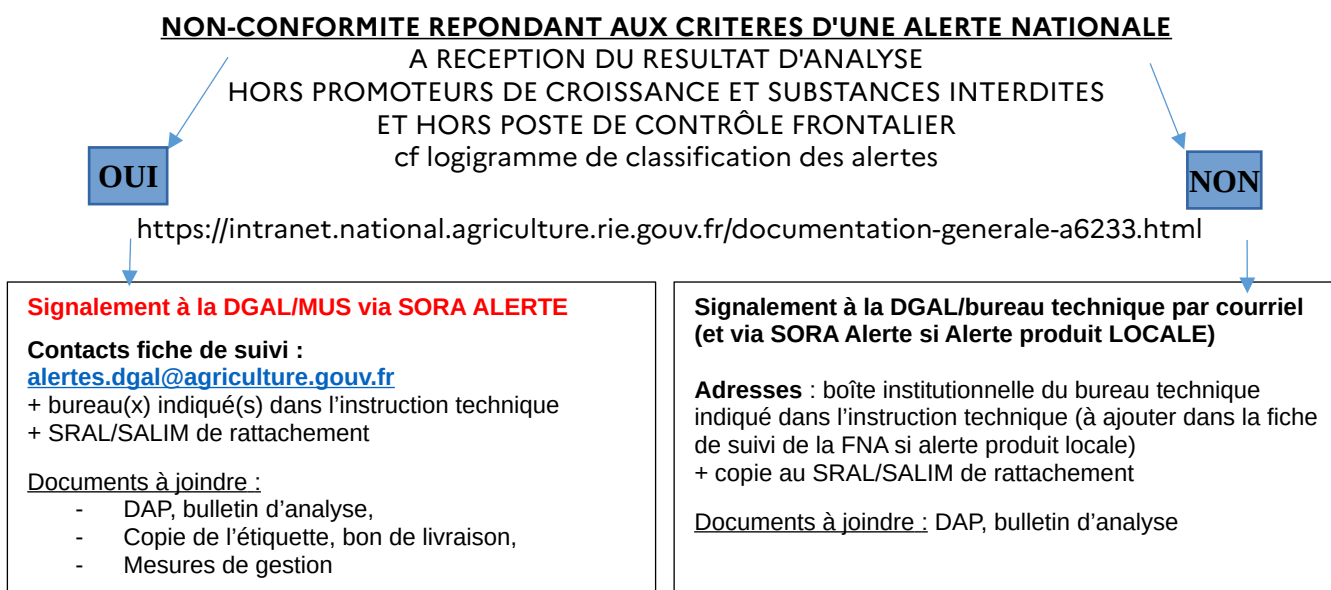 NON-CONFORMITE REPONDANT AUX CRITERES D'UNE ALERTE NATIONALE
A RECEPTION DU RESULTAT D'ANALYSE
HORS PROMOTEURS DE CROISSANCE ET SUBSTANCES INTERDITES
ET HORS POSTE DE CONTRÔLE FRONTALIER
cf logigramme de classification des alertes
OUI
NON
https://intranet.national.agriculture.rie.gouv.fr/documentation-generale-a6233.html
Signalement à la DGAL/MUS via SORA ALERTE
Contacts fiche de suivi :
alertes.dgal@agriculture.gouv.fr
+ bureau(x) indiqué(s) dans l'instruction technique
+ SRAL/SALIM de rattachement
Documents à joindre :
- DAP, bulletin d'analyse,
- Copie de l'étiquette, bon de livraison,
- Mesures de gestion
Signalement à la DGAL/bureau technique par courriel
(et via SORA Alerte si Alerte produit LOCALE)
Adresses : boîte institutionnelle du bureau technique
indiqué dans l'instruction technique (à ajouter dans la fiche
de suivi de la FNA si alerte produit locale)
+ copie au SRAL/SALIM de rattachement
Documents à joindre : DAP, bulletin d'analyse